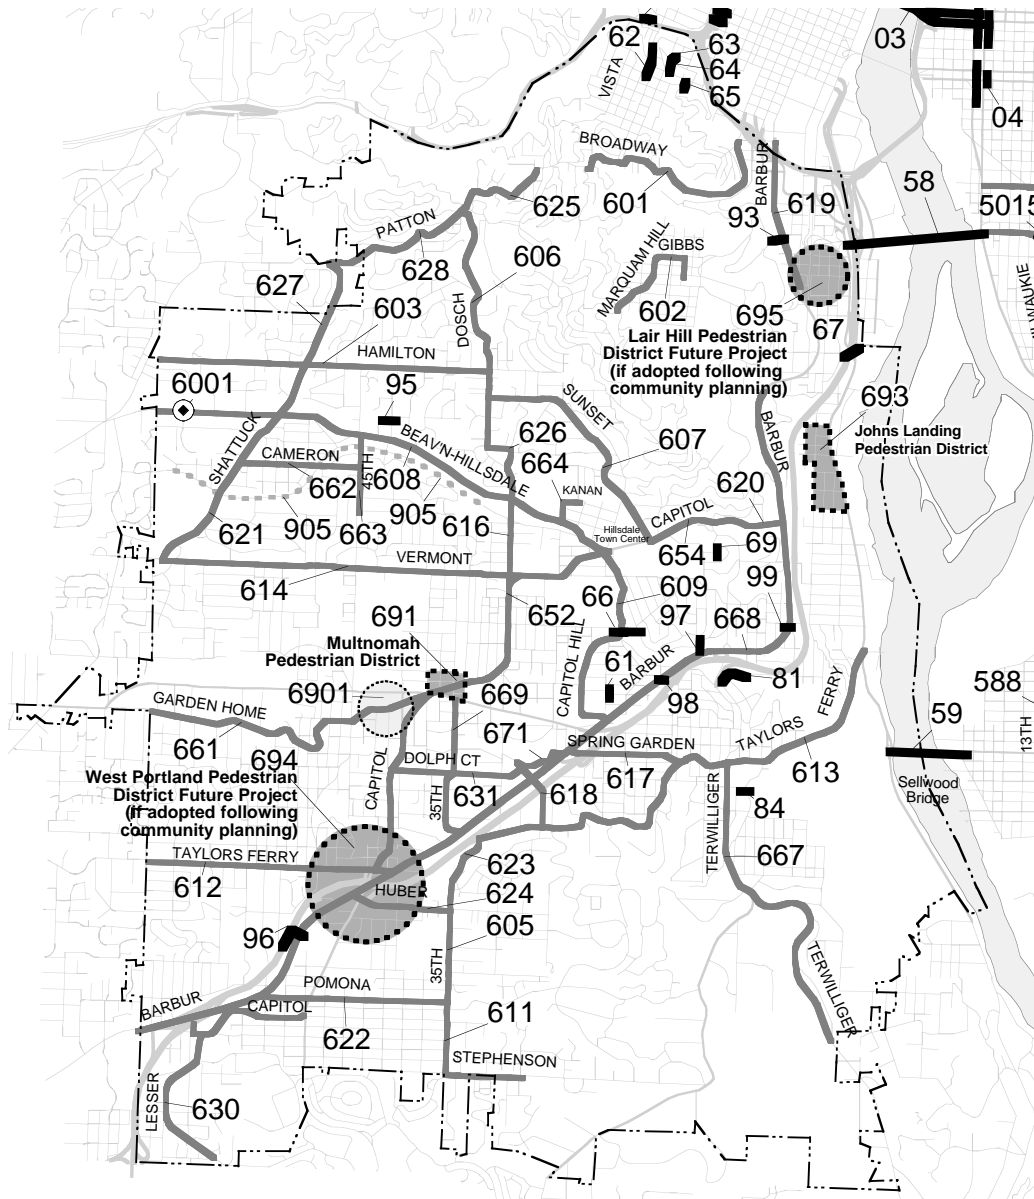 03
62
63
VISTA
64
65
04
BROADWAY
BARBUR
58
625
601
93
619
5015
PATTON
MARQUAM HILL
GIBBS
628
606
627
603
602
695
67
DOSCH
Lair Hill Pedestrian
District Future Project
(if adopted following
community planning)
HAMILTON
6001
95
693
SUNSET
BARBUR
Johns Landing
Pedestrian District
SHATTUCK
BEAV'N-HILLSDALE
626
607
CAMERON
45TH
664
620
662
608
KANAN
905
905
CAPITOL
621
663
616
Hillsdale
Town Center
VERMONT
654
69
614
609
99
652
66
97
668
691
Multnomah
Pedestrian District
CAPITOL HILL
BARBUR
61
6901
669
98
81
FERRY
588
GARDEN HOME
59
13TH
661
671
SPRING GARDEN
TAYLORS
694
CAPITOL
DOLPH CT
617
613
West Portland Pedestrian
District Future Project
(if adopted following
community planning)
35TH
631
618
TERWILLIGER
84
Sellwood
Bridge
TAYLORS FERRY
623
667
612
HUBER
624
96
605
35TH
TERWILLIGER
POMONA
BARBUR
CAPITOL
611
622
STEPHENSON
LESSER
630